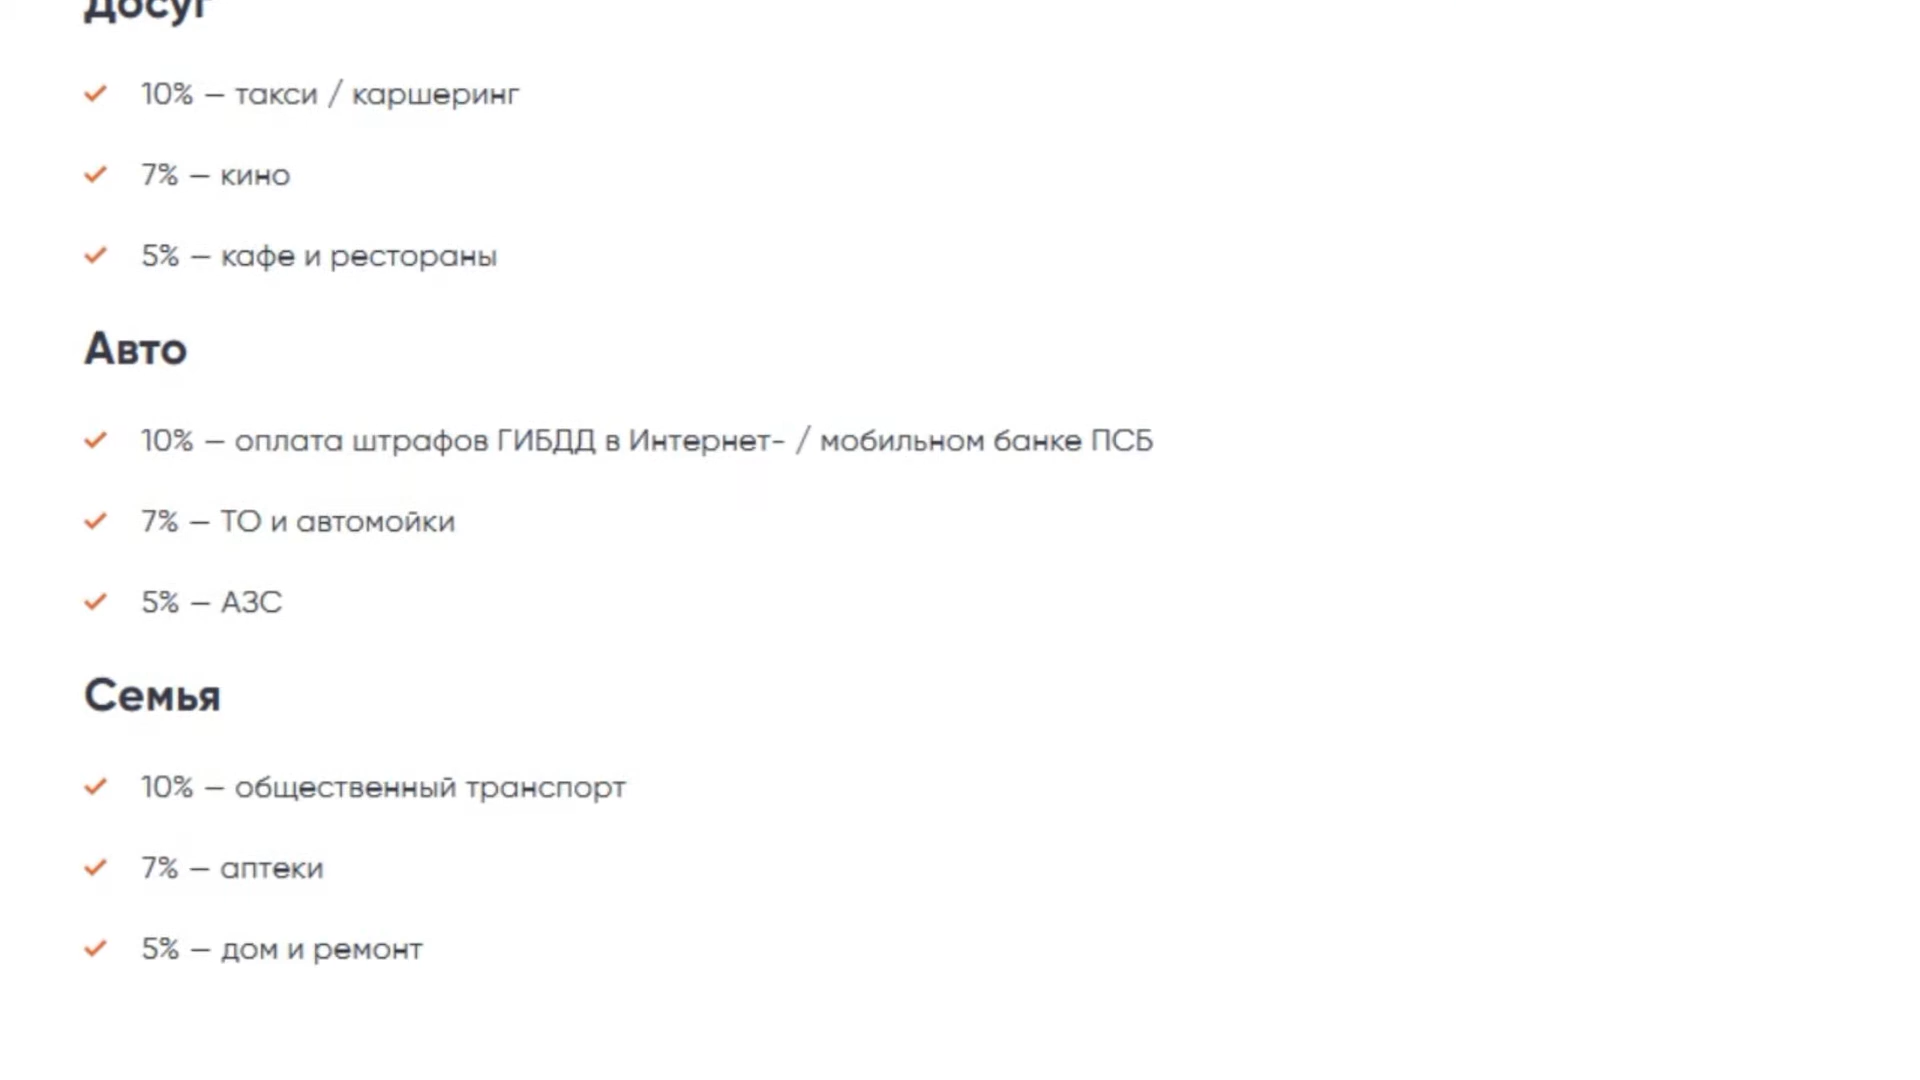 Досуг
10% – такси / каршеринг
7% – кино
5% – кафе и рестораны
Авто
10% – оплата штрафов ГИБДД в Интернет- / мобильном банке ПСБ
7% – ТО и автомойки
5% – АЗС
Семья
10% – общественный транспорт
7% – аптеки
5% – дом и ремонт